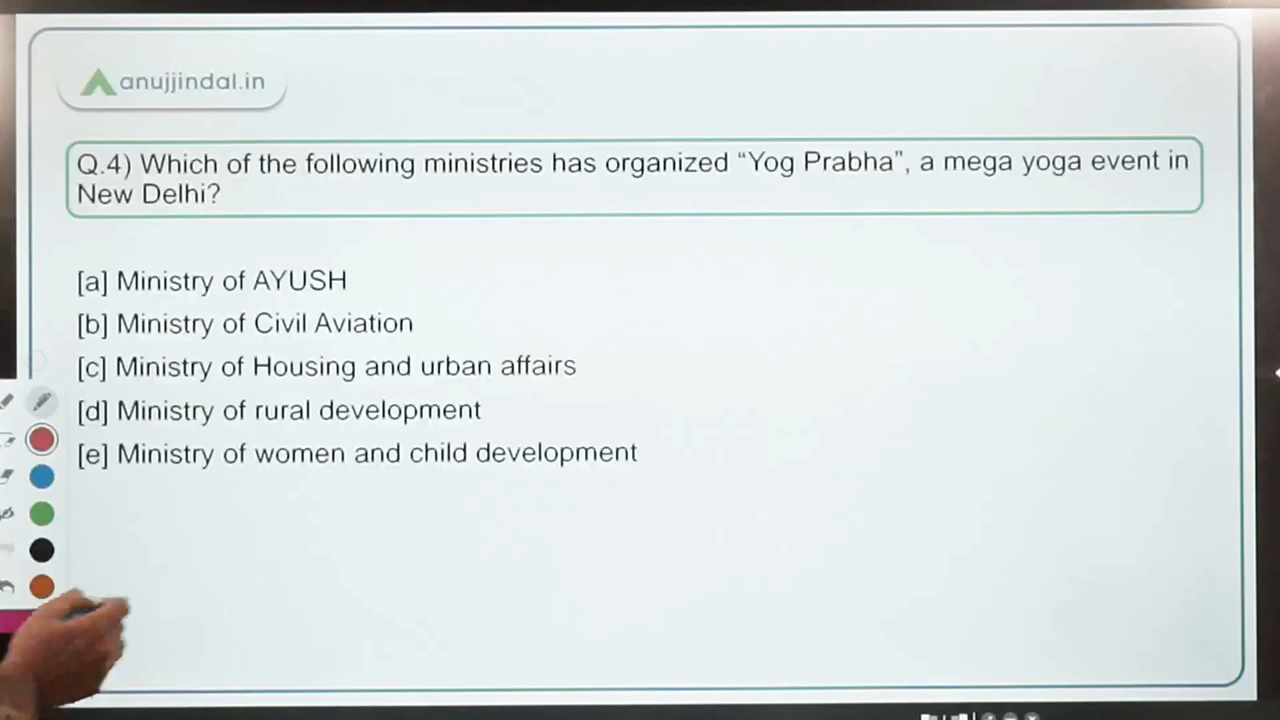 anujjindal.in
Q.4) Which of the following ministries has organized “Yog Prabha”, a mega yoga event in
New Delhi?
[a] Ministry of AYUSH
[b] Ministry of Civil Aviation
[c] Ministry of Housing and urban affairs
[d] Ministry of rural development
[e] Ministry of women and child development